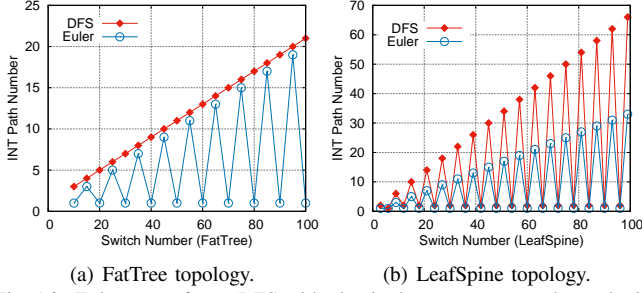 25
20
15
10
5
0
DFS
Euler
INT Path Number
0 20 40 60 80 100
Switch Number (FatTree)
(a) FatTree topology.
70
60
50
40
30
20
10
0
DFS
Euler
INT Path Number
0 20 40 60 80 100
Switch Number (LeafSpine)
(b) LeafSpine topology.